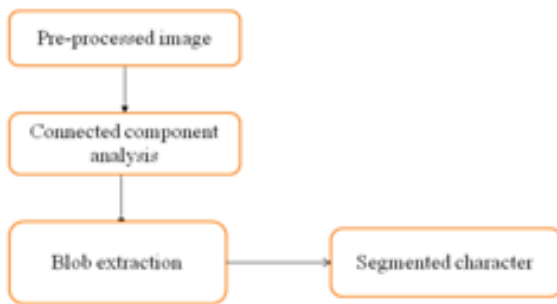 Pre-processed image
Connected component
analysis
Blob extraction
Segmented character